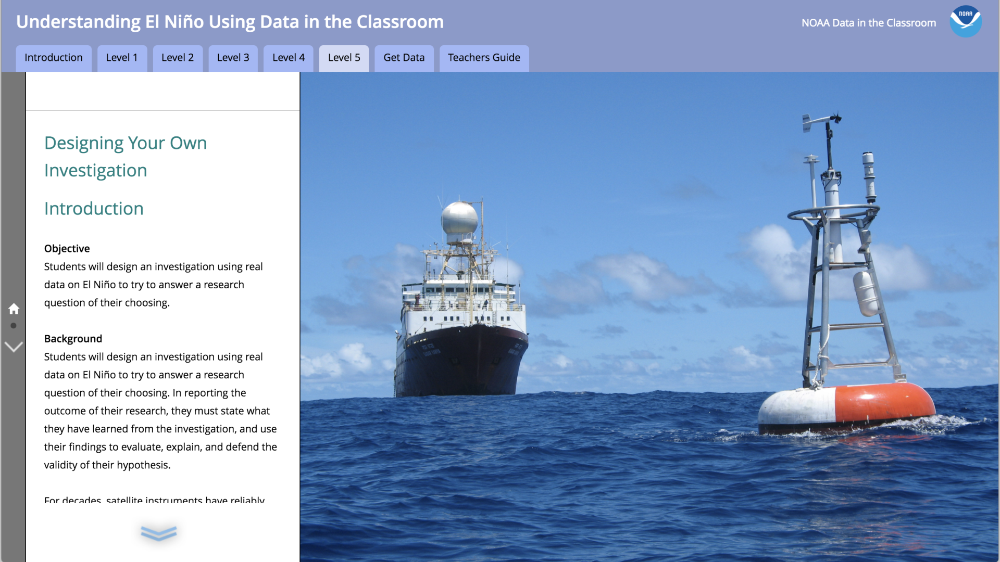 Understanding El Niño Using Data in the Classroom
NOAA Data in the Classroom
NOAA
Introduction
Level 1
Level 2
Level 3
Level 4
Level 5
Get Data
Teachers Guide
Designing Your Own
Investigation
Introduction
Objective
Students will design an investigation using real
data on El Niño to try to answer a research
question of their choosing.
Background
Students will design an investigation using real
data on El Niño to try to answer a research
question of their choosing. In reporting the
outcome of their research, they must state what
they have learned from the investigation, and use
their findings to evaluate, explain, and defend the
validity of their hypothesis.
For decades, satellite instruments have reliably